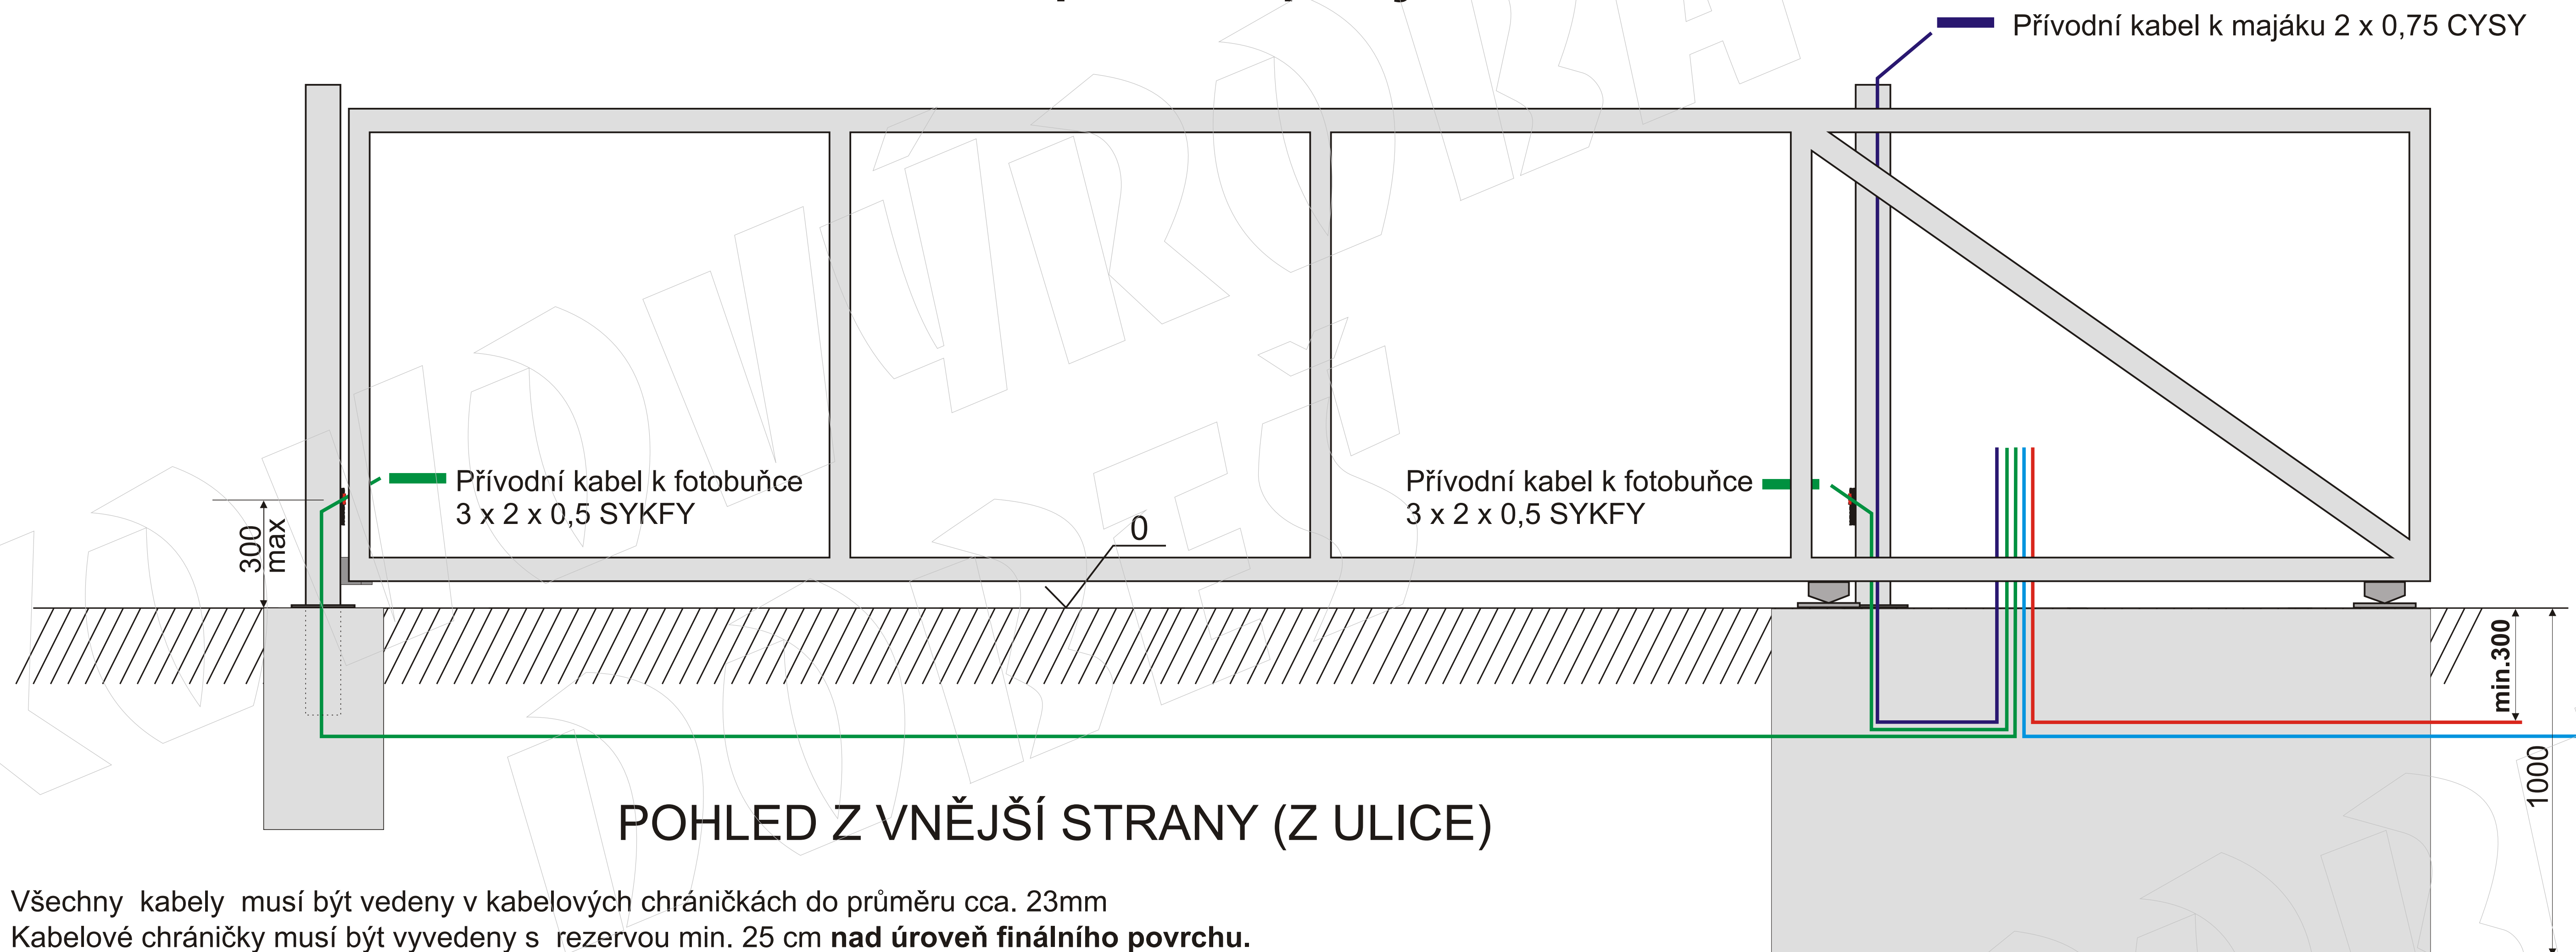 Přívodní kabel k majáku 2 x 0,75 CYSY
Přívodní kabel k fotobuňce
3 x 2 x 0,5 SYKFY
Přívodní kabel k fotobuňce
3 x 2 x 0,5 SYKFY
300
max
0
min.300
1000
POHLED Z VNĚJŠÍ STRANY (Z ULICE)
Všechny kabely musí být vedeny v kabelových chráničkách do průměru cca. 23mm
Kabelové chráničky musí být vyvedeny s rezervou min. 25 cm nad úroveň finálního povrchu.